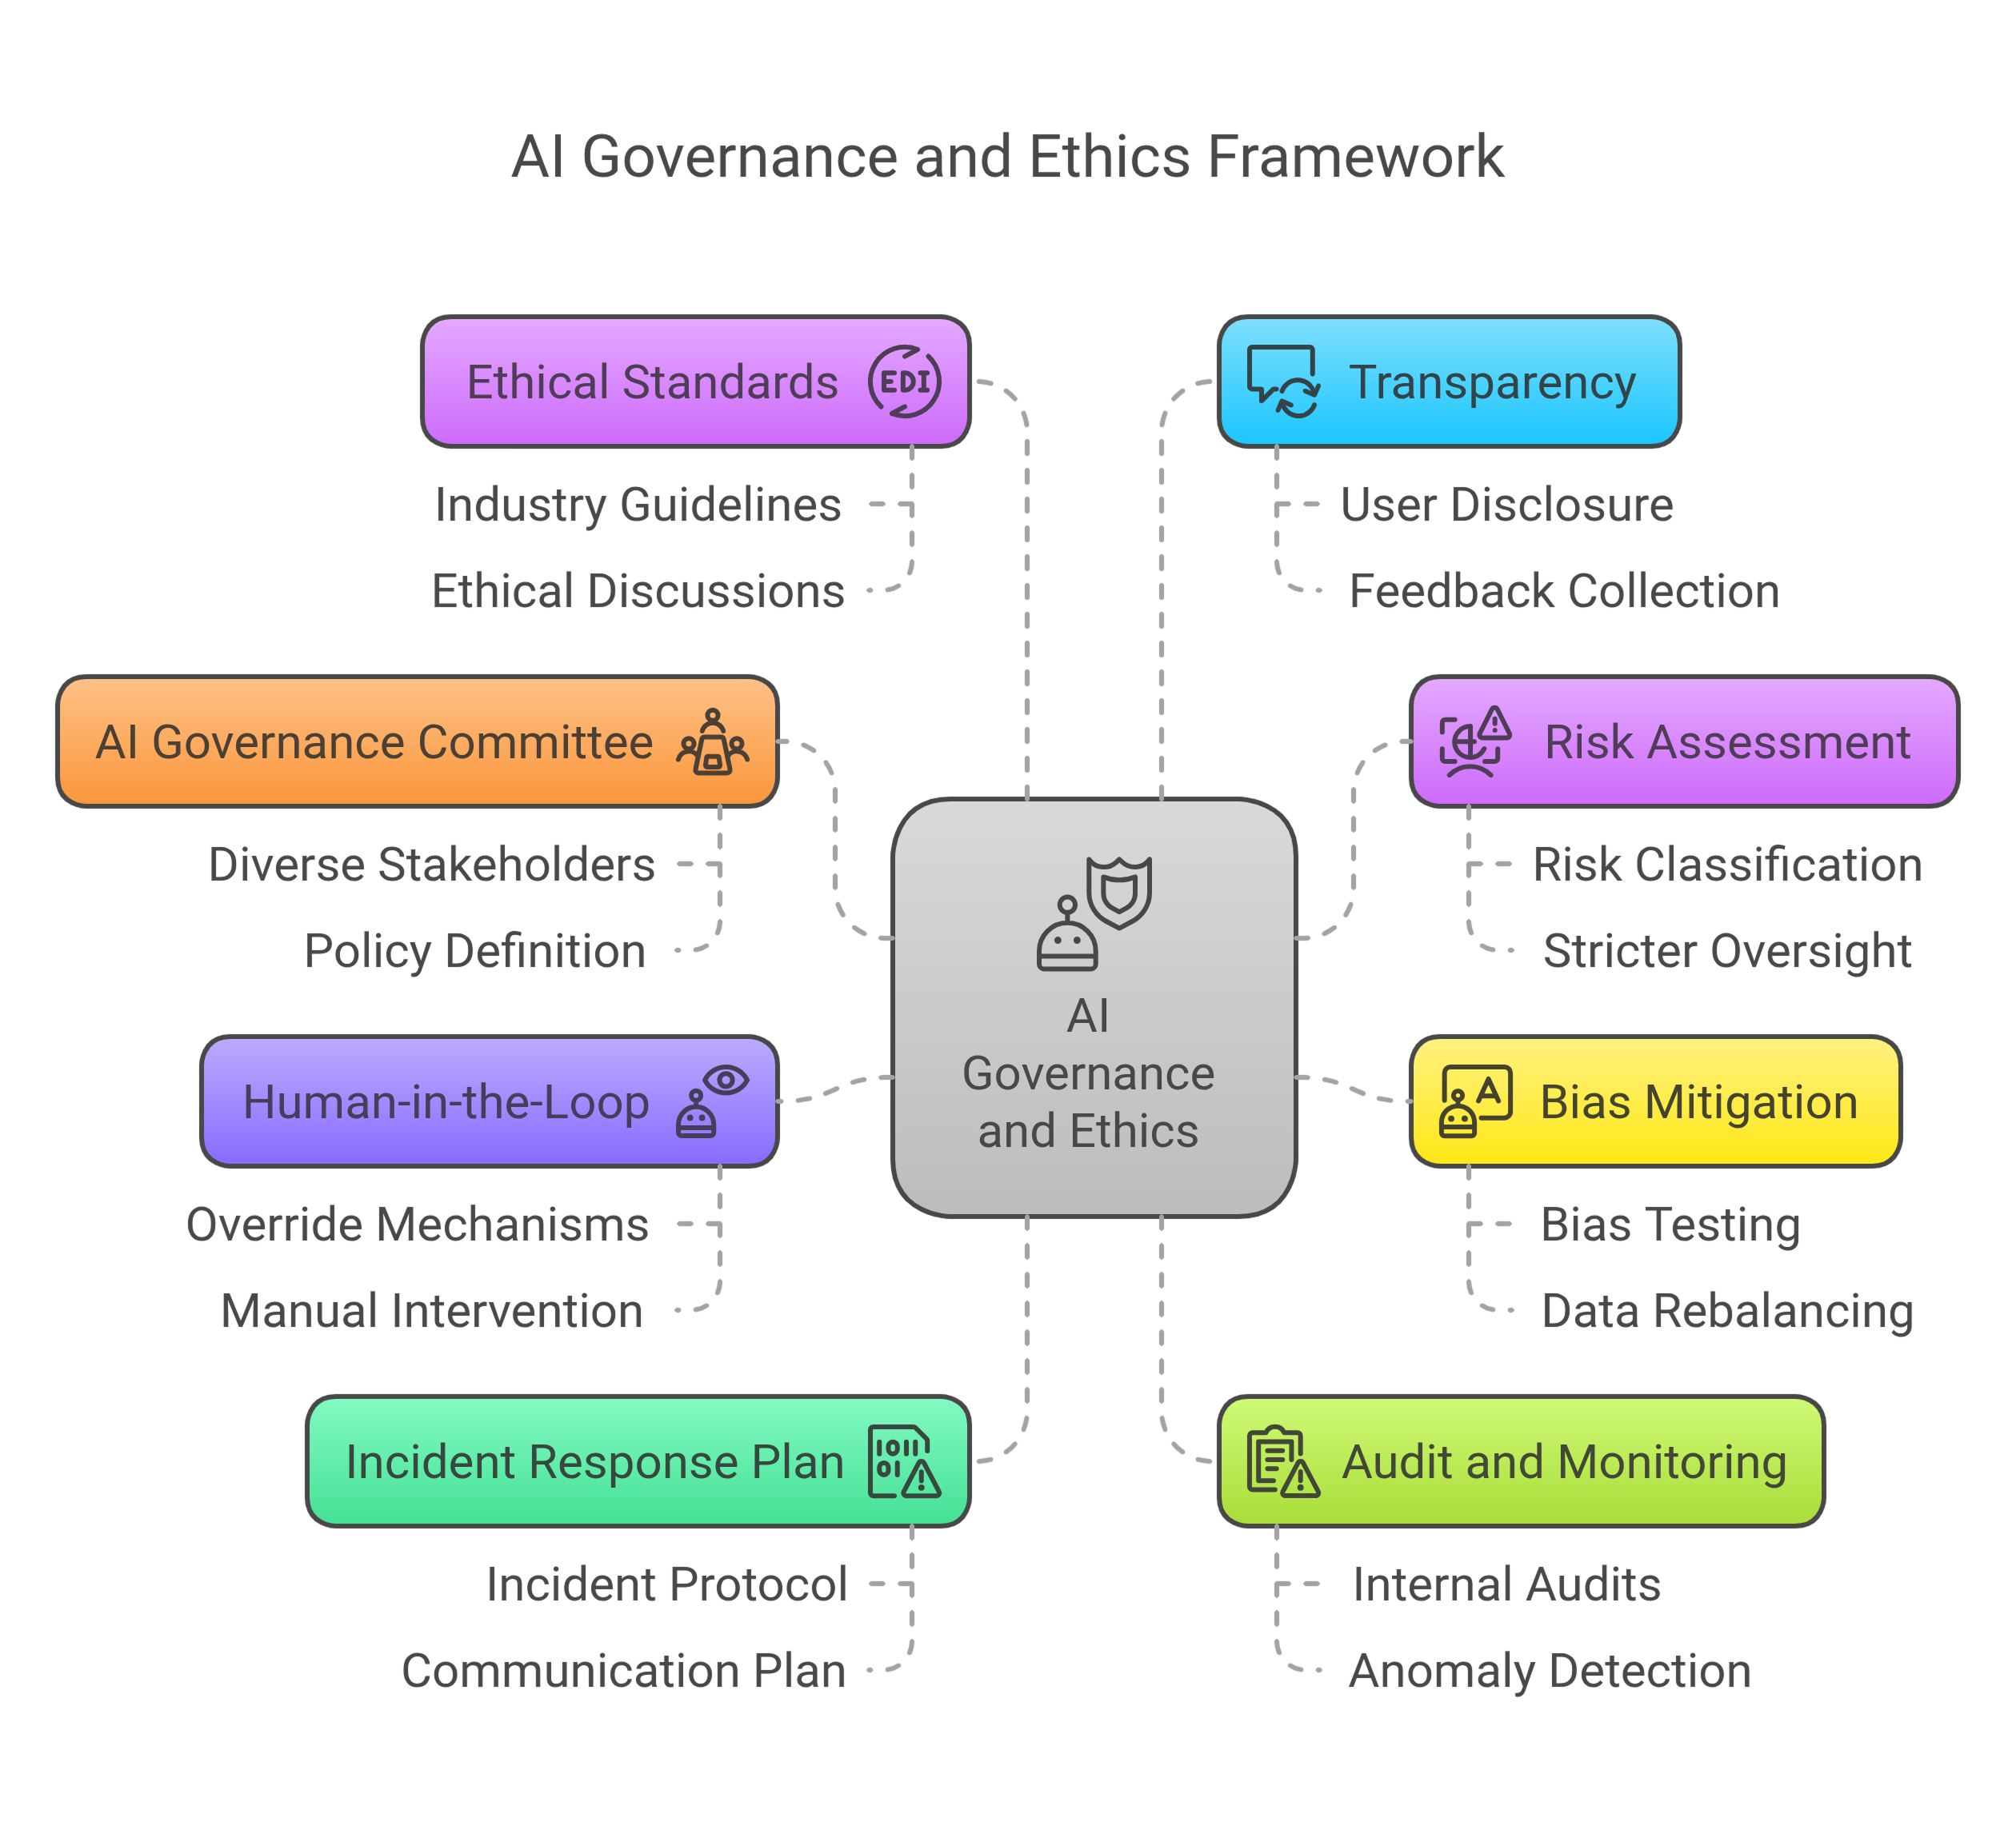 AI Governance and Ethics Framework
Ethical Standards
EDI
Industry Guidelines
Ethical Discussions
Transparency
User Disclosure
Feedback Collection
AI Governance Committee
Diverse Stakeholders
Policy Definition
Risk Assessment
Risk Classification
Stricter Oversight
AI
Governance
and Ethics
Human-in-the-Loop
Override Mechanisms
Manual Intervention
Bias Mitigation
A
Bias Testing
Data Rebalancing
Incident Response Plan
1011
01
Incident Protocol
Communication Plan
Audit and Monitoring
Internal Audits
Anomaly Detection